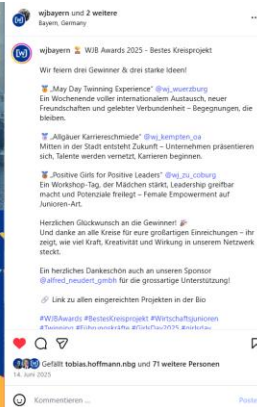 wjbayern und 2 weitere
Bayern, Germany
wjbayern 🏆 WJB Awards 2025 - Bestes Kreisprojekt
Wir feiern drei Gewinner & drei starke Ideen!
🥇„May Day Twinning Experience“ @wj_wuerzburg
Ein Wochenende voller internationalem Austausch, neuer
Freundschaften und gelebter Verbundenheit – Begegnungen, die
bleiben.
🥈„Allgäuer Karriereschmiede“ @wj_kempten_oa
Mitten in der Stadt entsteht Zukunft – Unternehmen präsentieren
sich, Talente werden vernetzt, Karrieren beginnen.
🥉„Positive Girls for Positive Leaders“ @wj_zu_coburg
Ein Workshop-Tag, der Mädchen stärkt, Leadership greifbar
macht und Potenziale freilegt – Female Empowerment auf
Junioren-Art.
Herzlichen Glückwunsch an die Gewinner! 🎉
Und danke an alle Kreise für eure großartigen Einreichungen – ihr
zeigt, wie viel Kraft, Kreativität und Wirkung in unserem Netzwerk
steckt.
Ein herzliches Dankeschön auch an unseren Sponsor
@alfred_neudert_gmbh für die grossartige Unterstützung!
🔗 Link zu allen eingereichten Projekten in der Bio
#WJBAwards #BestesKreisprojekt #Wirtschaftsjunioren
#Twinning #Führungskräfte #GirlsDay2025 #girlsday
Gefällt tobias.hoffmann.nbg und 71 weitere Personen
14. Juni 2025
Kommentieren ...
Poste